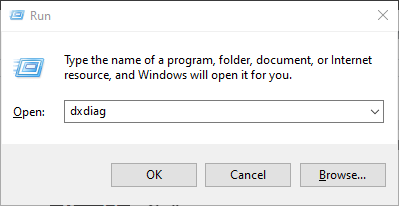 Run
Type the name of a program, folder, document, or Internet
resource, and Windows will open it for you.
Open: dxdiag
OK Cancel Browse...